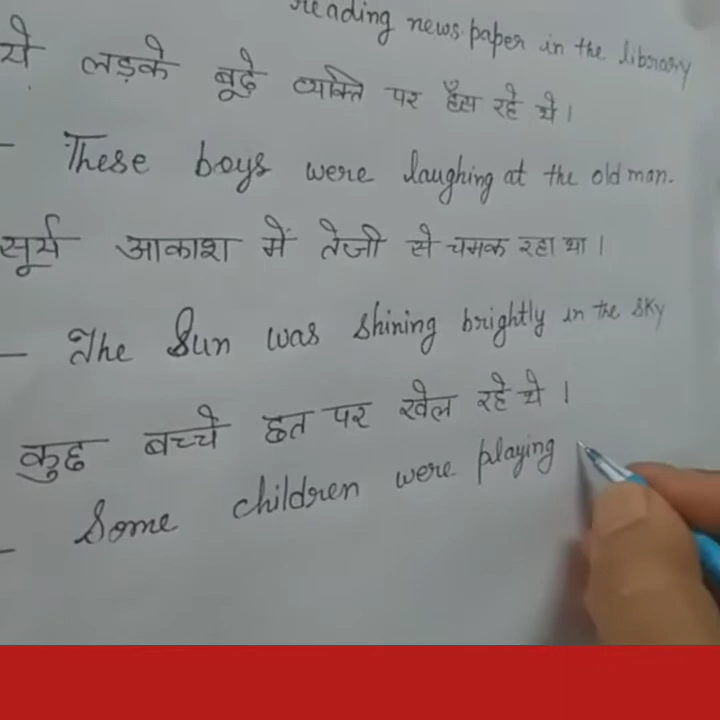 reading news paper in the library
ये लड़के बूढ़े व्यक्ति पर हँस रहे थे।
- These boys were laughing at the old man.
सूर्य आकाश में तेजी से चमक रहा था।
- The Sun was shining brightly in the sky
कुछ बच्चे छत पर खेल रहे थे।
- Some children were playing